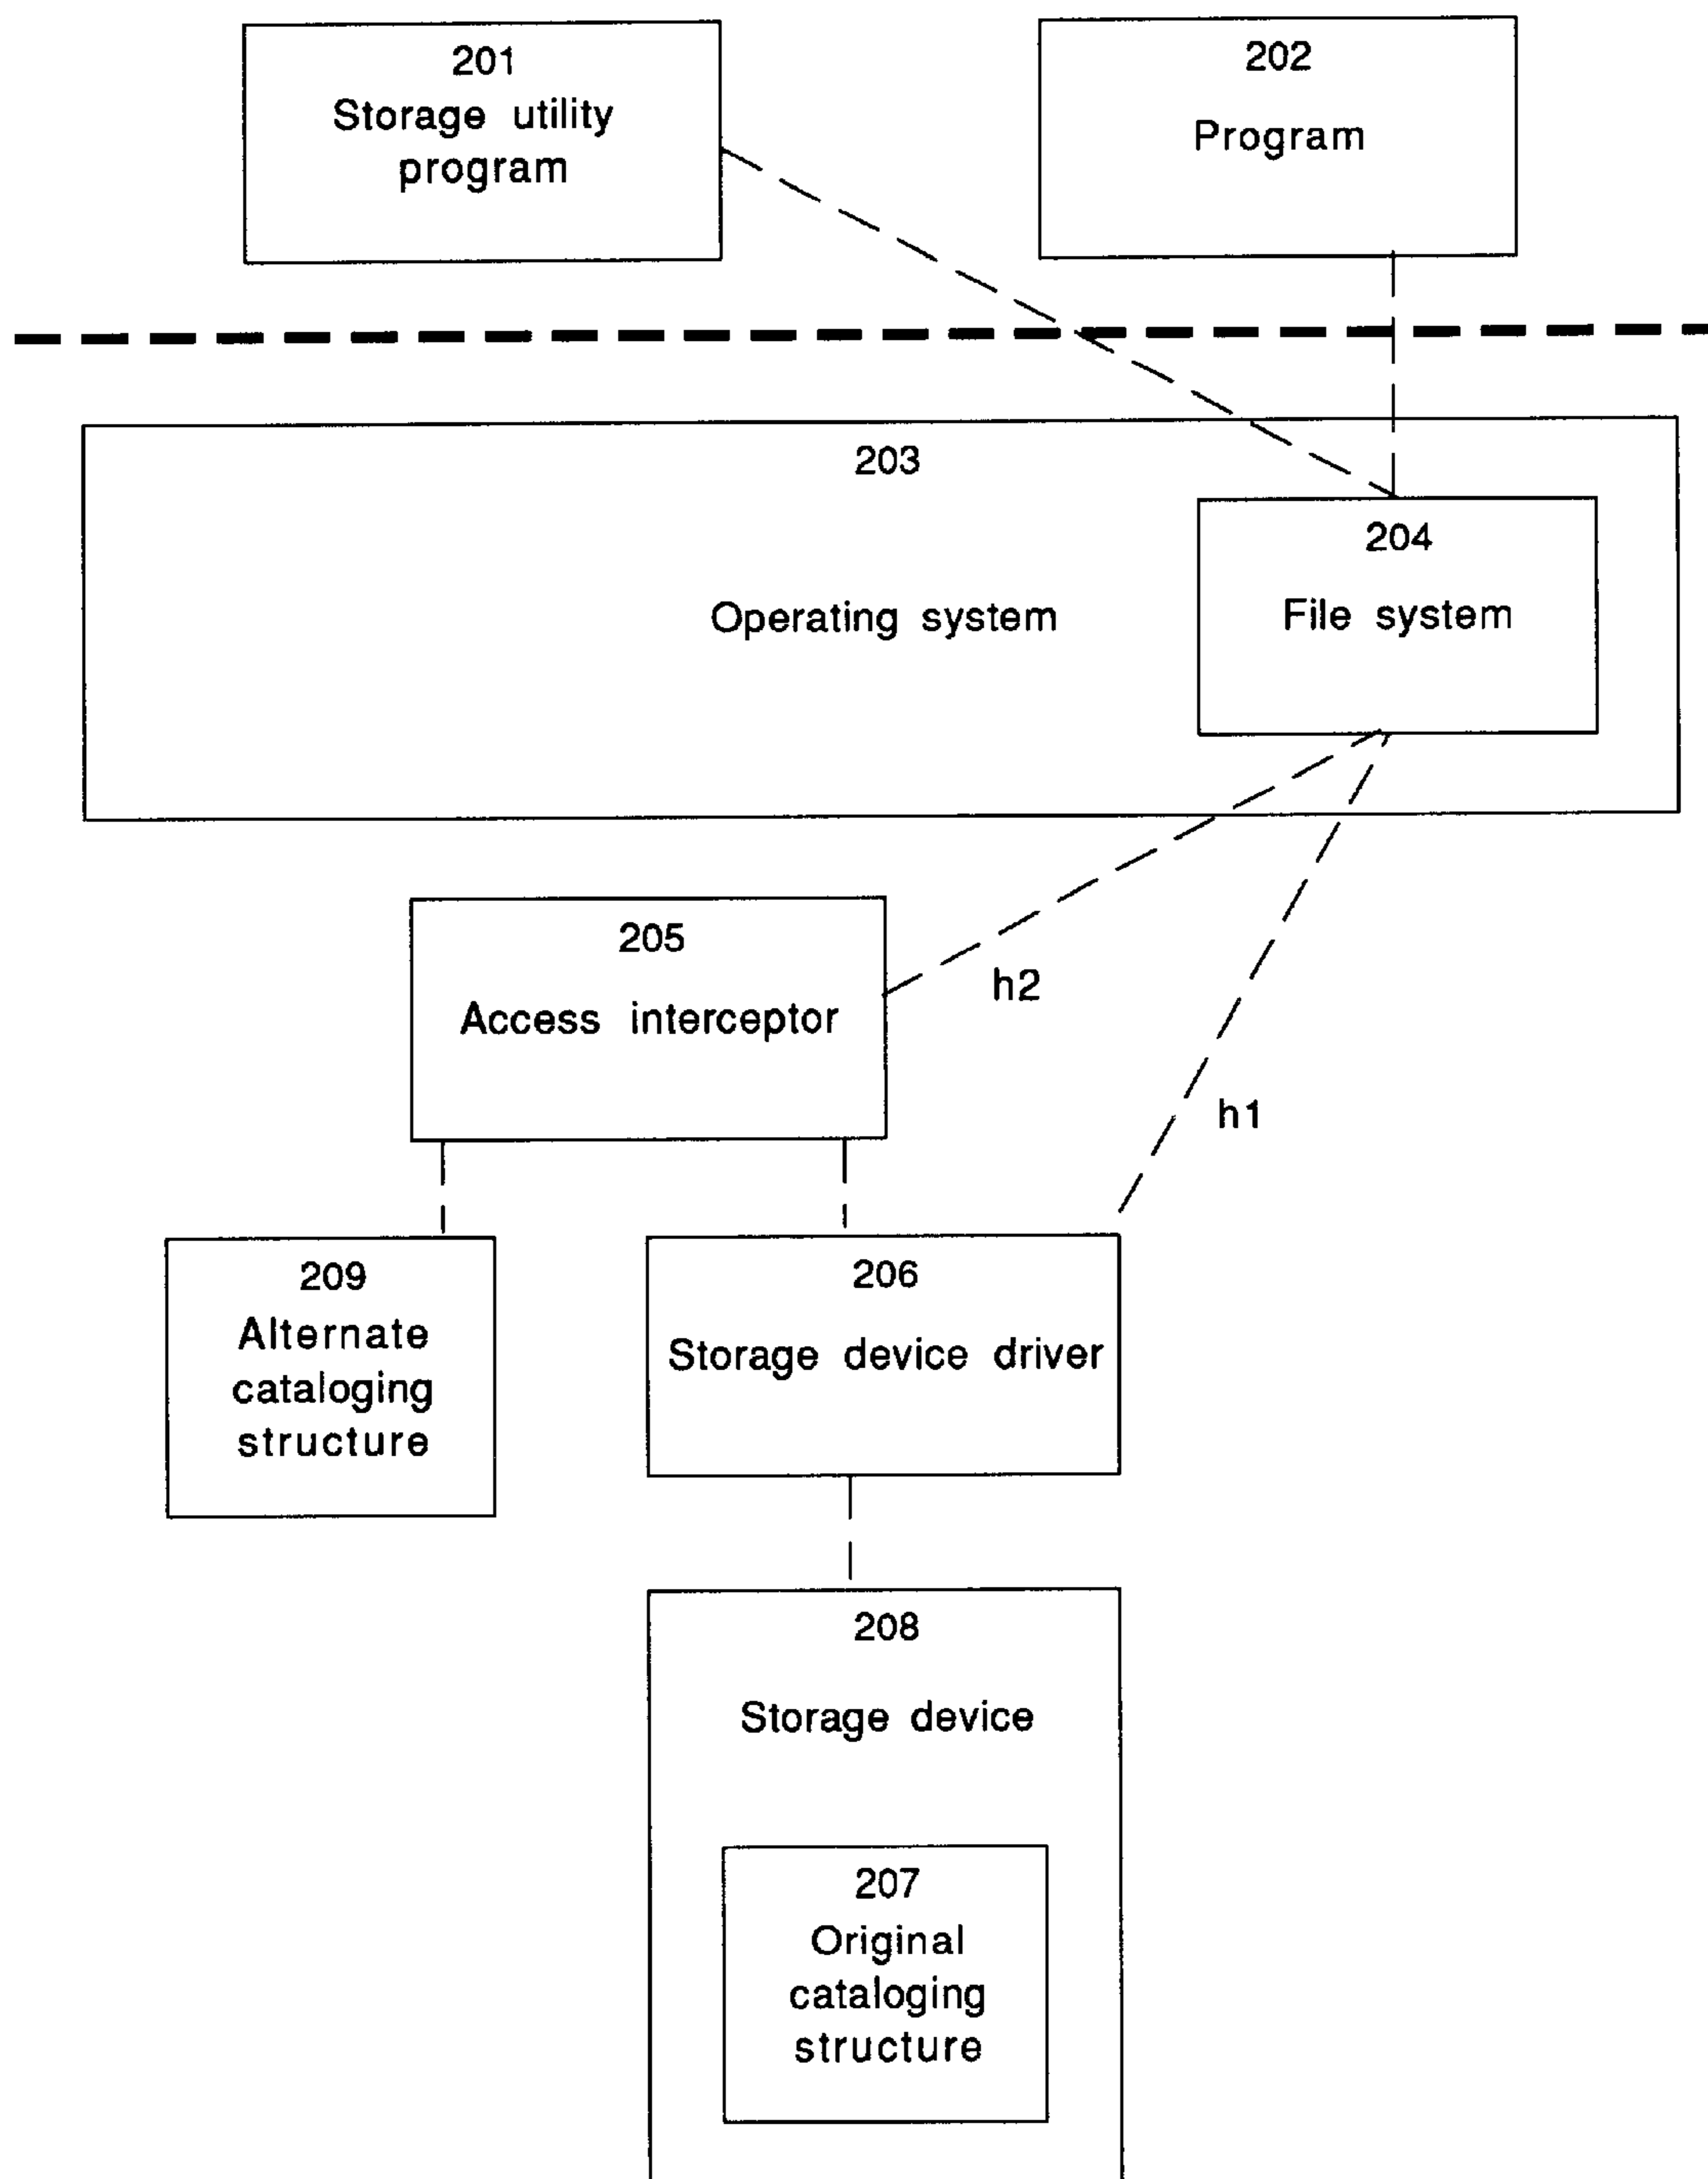 201
Storage utility
program
202
Program
203
Operating system
204
File system
205
Access interceptor
h2
h1
209
Alternate
cataloging
structure
206
Storage device driver
208
Storage device
207
Original
cataloging
structure